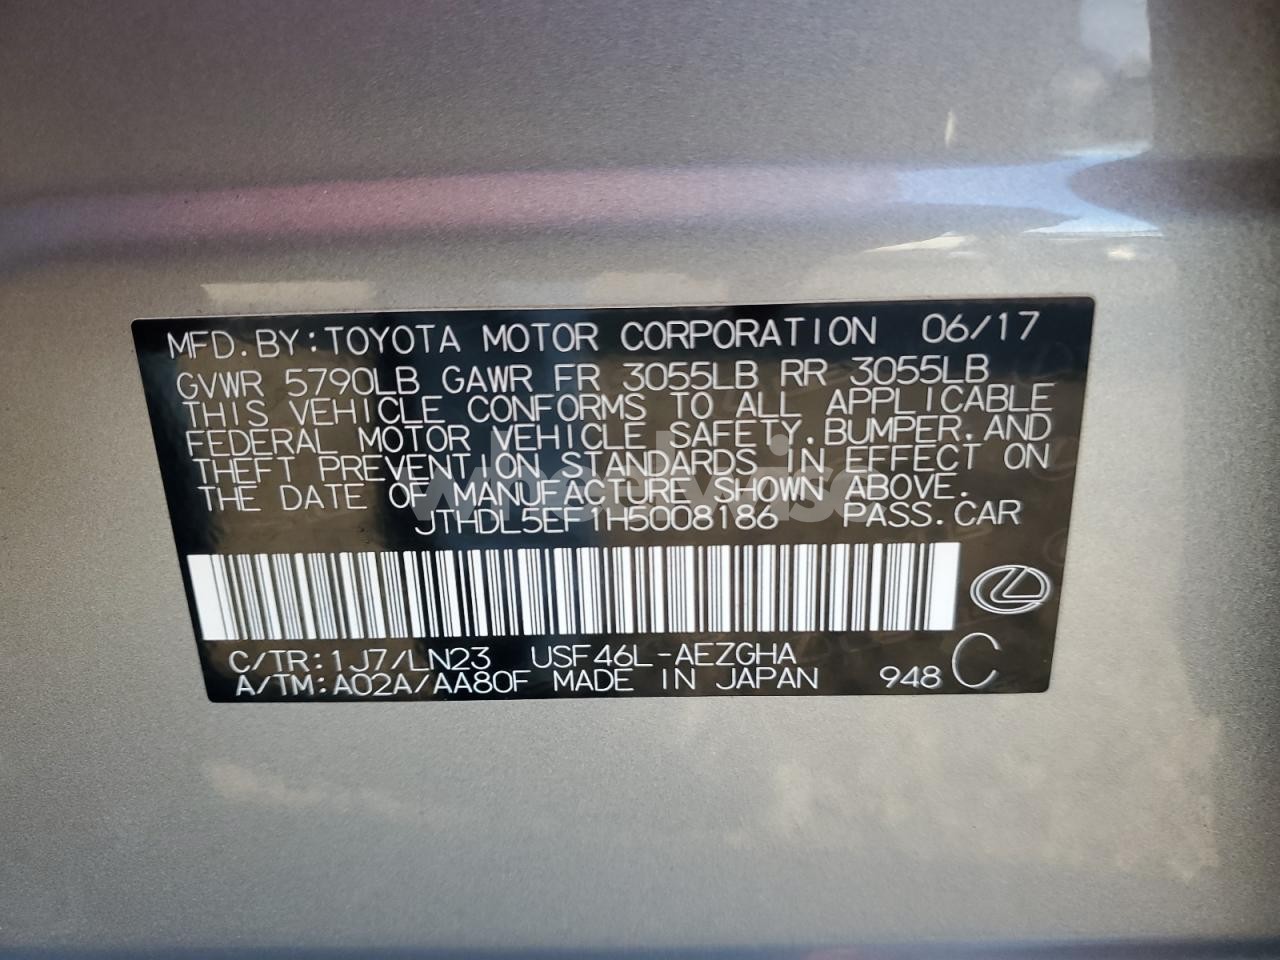 MFD.BY:TOYOTA MOTOR CORPORATION 06/17
GVWR 5790LB GAWR FR 3055LB RR 3055LB
THIS VEHICLE CONFORMS TO ALL APPLICABLE
FEDERAL MOTOR VEHICLE SAFETY,BUMPER,AND
THEFT PREVENTION STANDARDS IN EFFECT ON
THE DATE OF MANUFACTURE SHOWN ABOVE.
JTHDL5EF1H5008186 PASS.CAR
C/TR:1J7/LN23 USF46L-AEZGHA
A/TM:A02A/AA80F MADE IN JAPAN 948 C
wheelwise